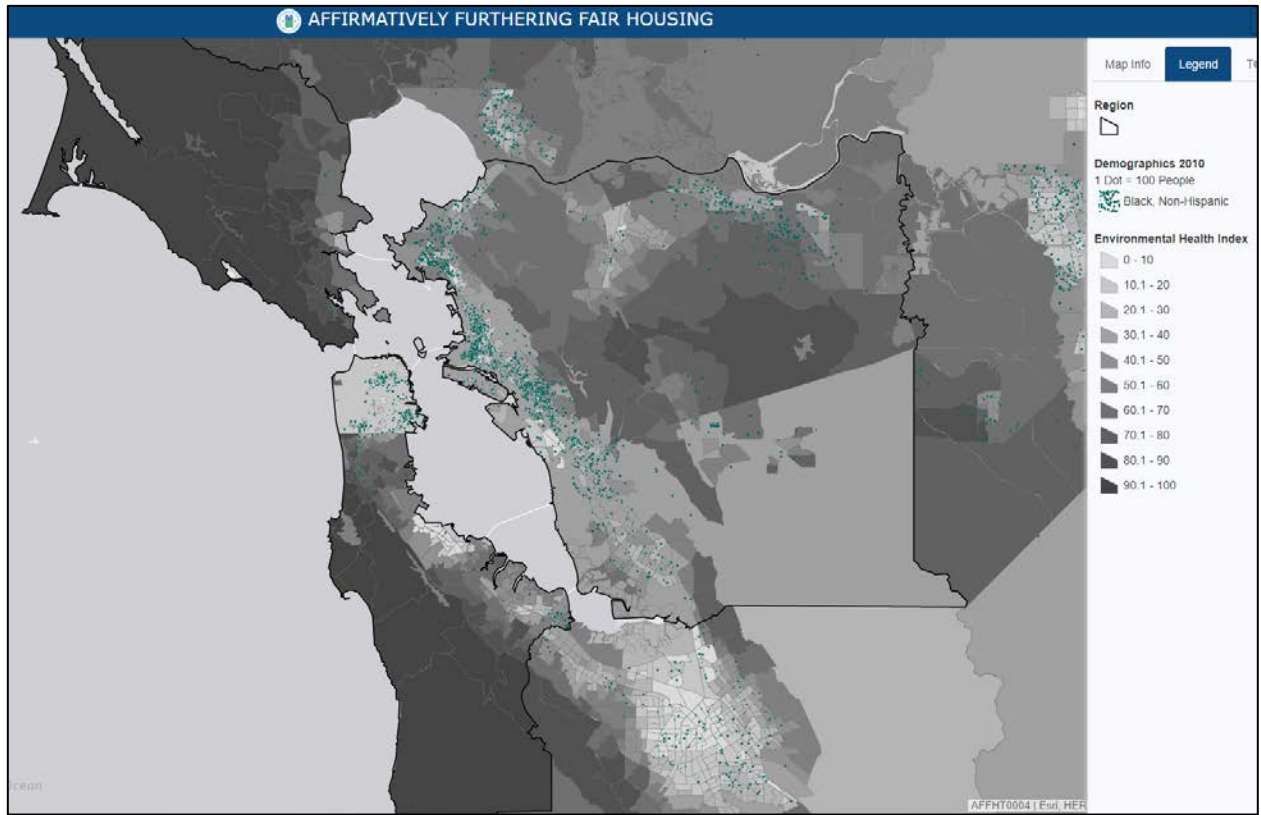 AFFIRMATIVELY FURTHERING FAIR HOUSING
Map Info Legend
Region
Demographics 2010
1 Dot = 100 People
Black, Non-Hispanic
Environmental Health Index
0 - 10
10.1 - 20
20.1 - 30
30.1 - 40
40.1 - 50
50.1 - 60
60.1 - 70
70.1 - 80
80.1 - 90
90.1 - 100
Ocean
AFFHT0004 | Esri, HER